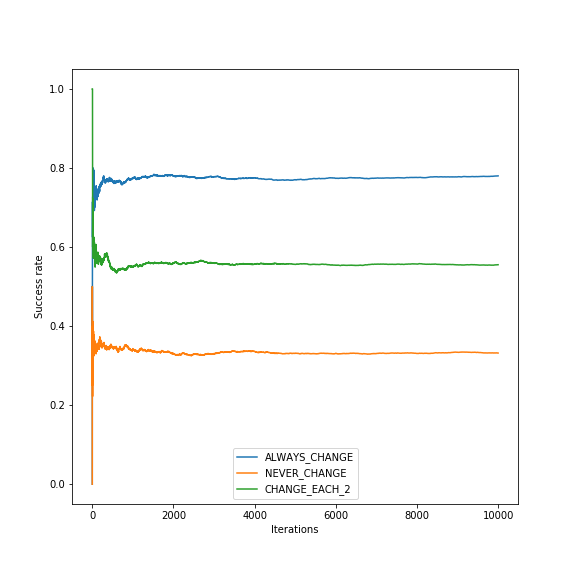 1.0
0.8
0.6
0.4
0.2
0.0
Success rate
ALWAYS_CHANGE
NEVER_CHANGE
CHANGE_EACH_2
0 2000 4000 6000 8000 10000
Iterations